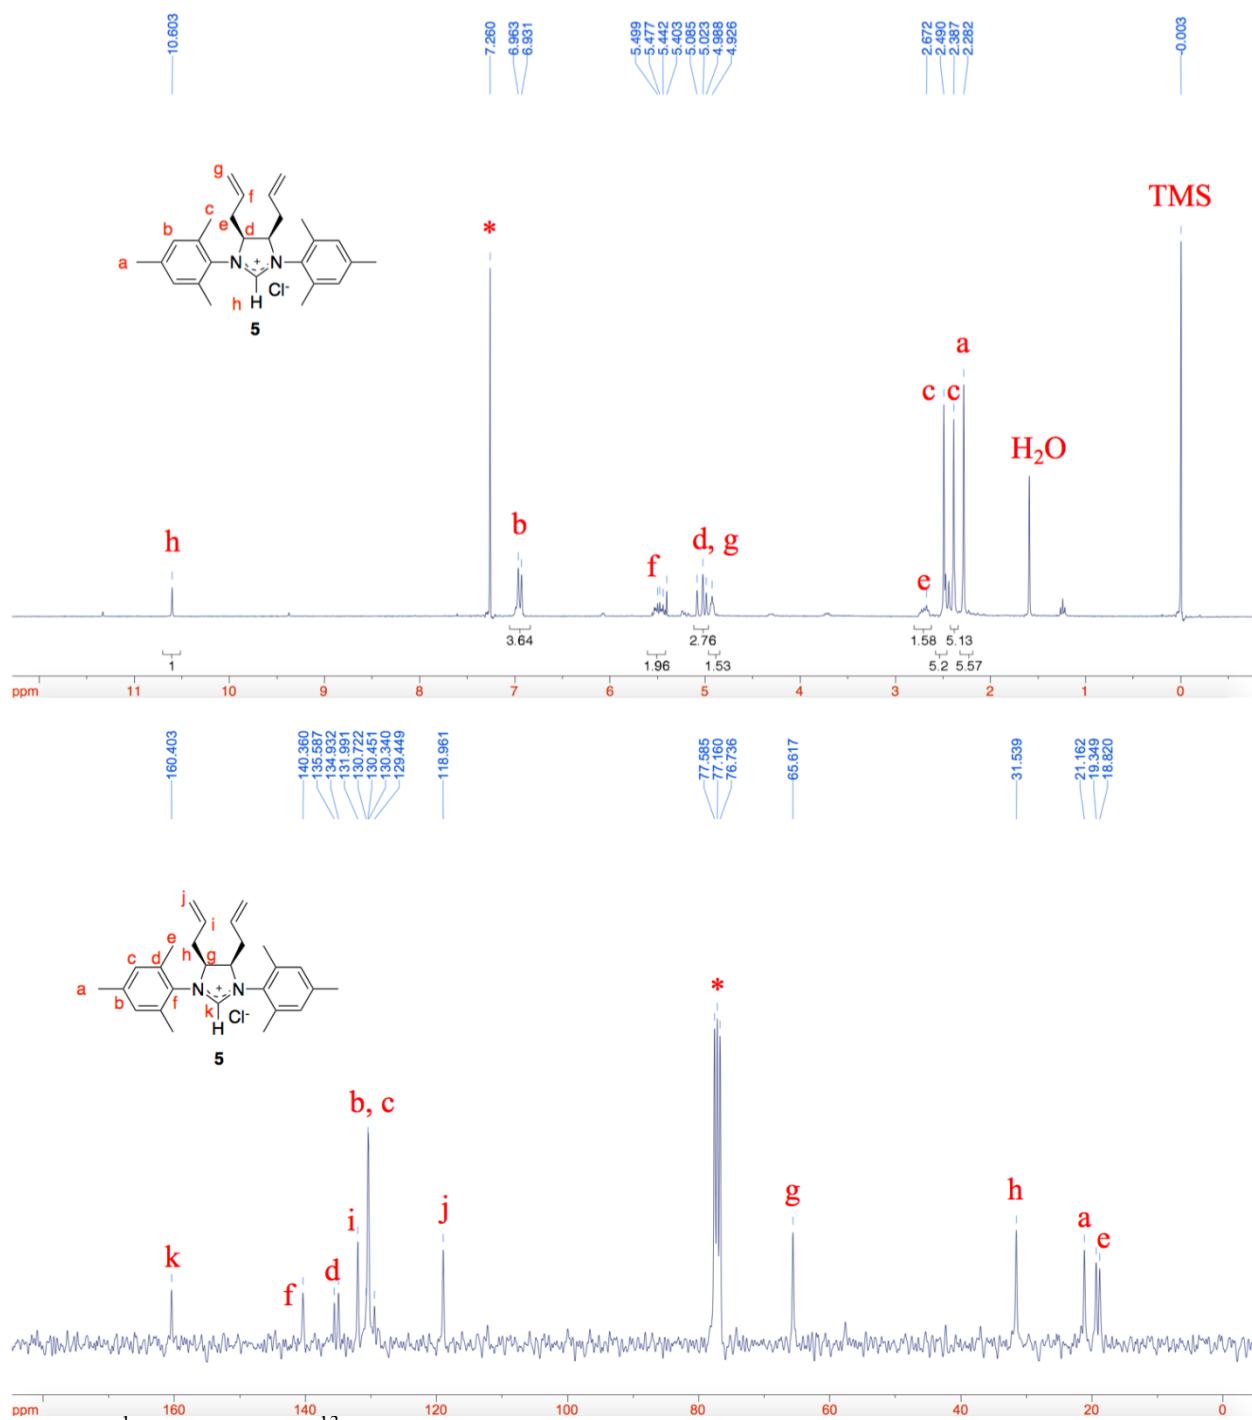 10.603 7.260 6.963 6.931 5.499 5.477 5.442 5.403 5.085 5.023 4.988 4.926 2.672 2.490 2.387 2.282 -0.003
g
f
c
e
d
b
a
N + N
Cl-
h H
5
*
TMS
a
c c
H2O
b
h
d, g
f
e
3.64 2.76 1.58 5.13
1 1.96 1.53 5.2 5.57
ppm 11 10 9 8 7 6 5 4 3 2 1 0
160.403 140.360 135.587 134.932 131.991 130.722 130.451 130.340 129.449 118.961 77.585 77.160 76.736 65.617 31.539 21.162 19.349 18.820
j
i
e
h
c d g
a
b f
N + N
k
H Cl-
5
*
b, c
g
h
j
i
a
e
k
d
f
ppm 160 140 120 100 80 60 40 20 0
1 13